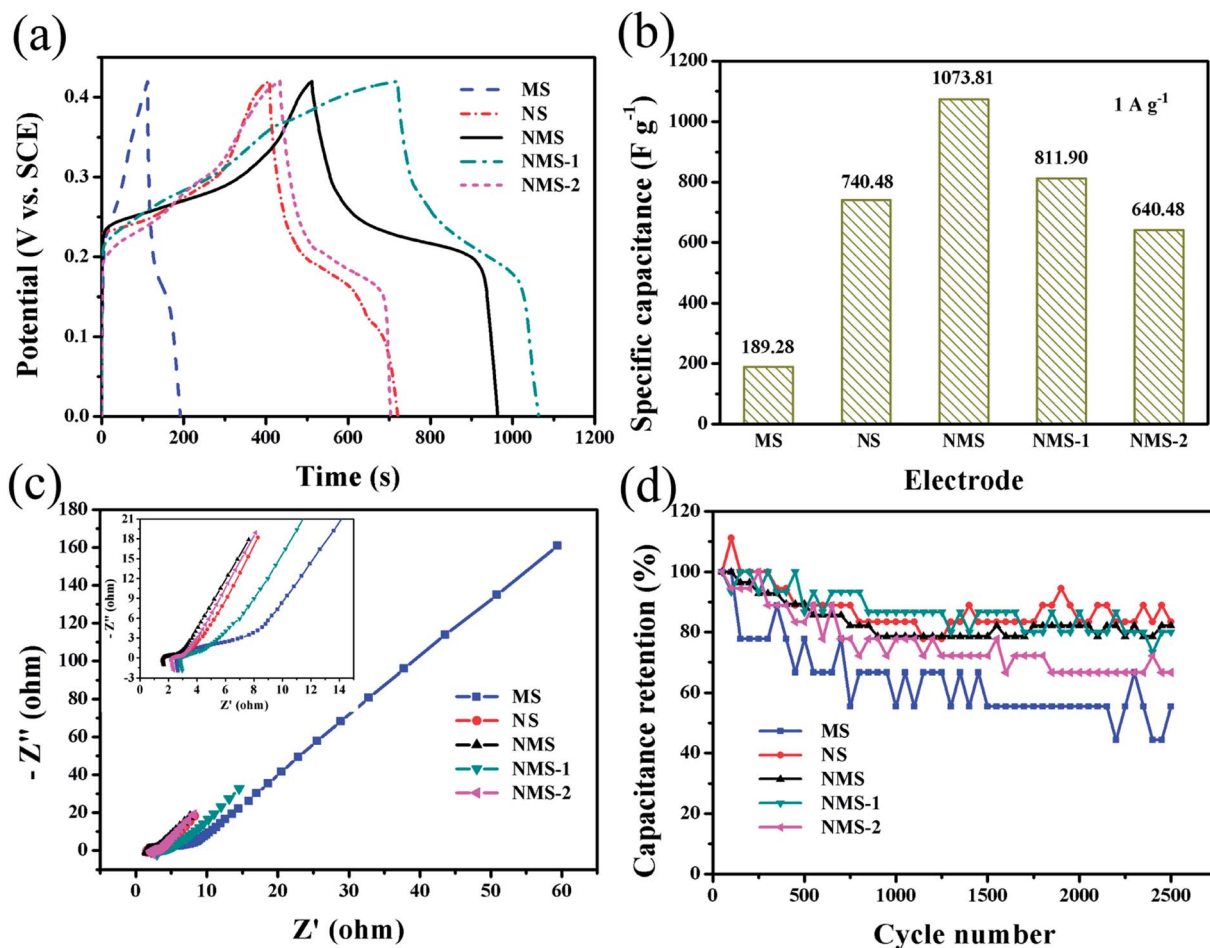 (a)
0.4
0.3
0.2
0.1
0.0
Potential (V vs. SCE)
MS
NS
NMS
NMS-1
NMS-2
0 200 400 600 800 1000 1200
Time (s)
(b)
1200
1000
800
600
400
200
0
Specific capacitance (F g-1)
189.28
740.48
1073.81
811.90
640.48
1 A g-1
MS NS NMS NMS-1 NMS-2
Electrode
(c)
180
160
140
120
100
80
60
40
20
0
- Z'' (ohm)
21
18
15
12
9
6
3
0
-3
- Z'' (ohm)
0 2 4 6 8 10 12 14
Z' (ohm)
MS
NS
NMS
NMS-1
NMS-2
0 10 20 30 40 50 60
Z' (ohm)
(d)
120
100
80
60
40
20
0
Capacitance retention (%)
MS
NS
NMS
NMS-1
NMS-2
0 500 1000 1500 2000 2500
Cycle number